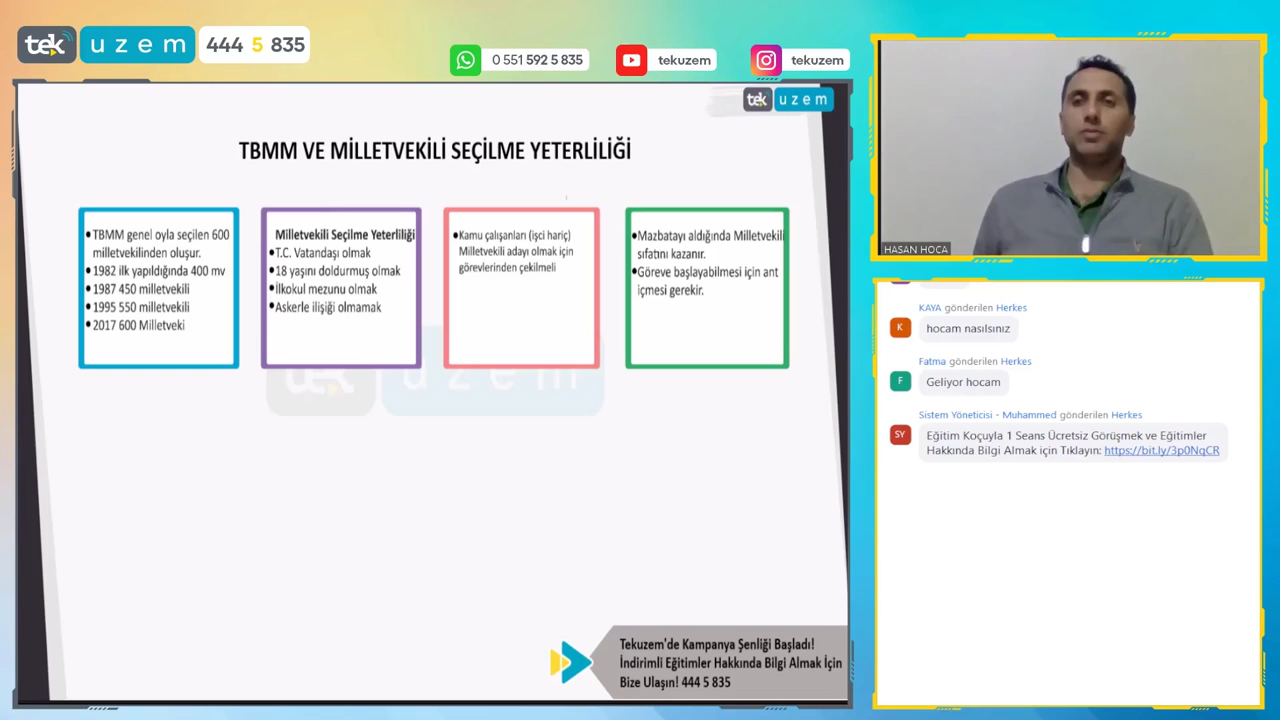 tek uzem 444 5 835
0 551 592 5 835
tekuzem
tekuzem
tek uzem
TBMM VE MİLLETVEKİLİ SEÇİLME YETERLİLİĞİ
●TBMM genel oyla seçilen 600
milletvekilinden oluşur.
●1982 ilk yapıldığında 400 mv
●1987 450 milletvekili
●1995 550 milletvekili
●2017 600 Milletveki
Milletvekili Seçilme Yeterliliği
●T.C. Vatandaşı olmak
●18 yaşını doldurmuş olmak
●İlkokul mezunu olmak
●Askerle ilişiği olmamak
●Kamu çalışanları (işci hariç)
Milletvekili adayı olmak için
görevlerinden çekilmeli
●Mazbatayı aldığında Milletvekili
sıfatını kazanır.
●Göreve başlayabilmesi için ant
içmesi gerekir.
tek uzem
Tekuzem'de Kampanya Şenliği Başladı!
İndirimli Eğitimler Hakkında Bilgi Almak İçin
Bize Ulaşın! 444 5 835
HASAN HOCA
KAYA gönderilen Herkes
K
hocam nasılsınız
Fatma gönderilen Herkes
F
Geliyor hocam
Sistem Yöneticisi - Muhammed gönderilen Herkes
SY
Eğitim Koçuyla 1 Seans Ücretsiz Görüşmek ve Eğitimler
Hakkında Bilgi Almak için Tıklayın: https://bit.ly/3p0NqCR